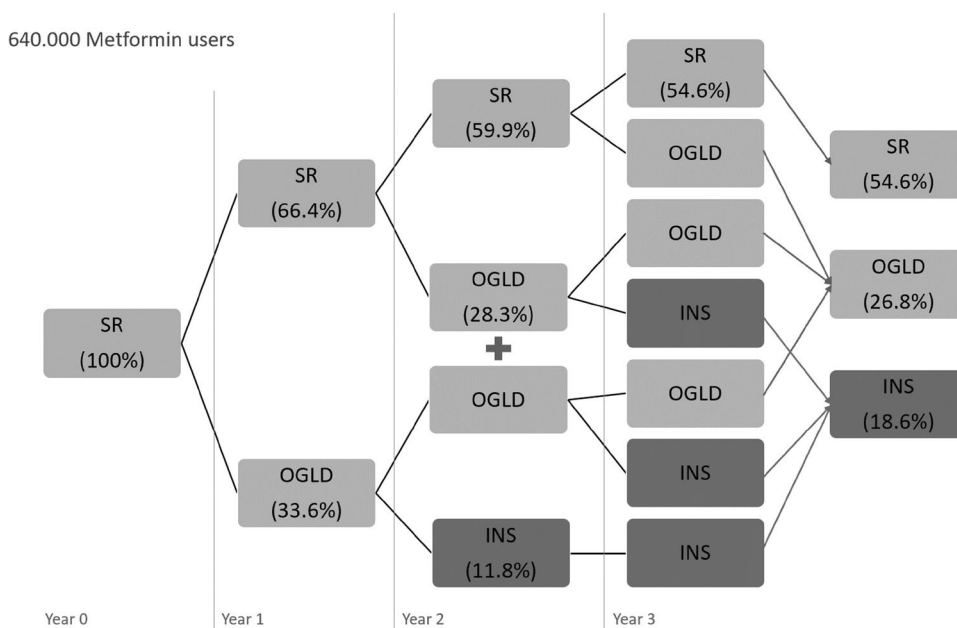 640.000 Metformin users
SR
(100%)
SR
(66.4%)
OGLD
(33.6%)
SR
(59.9%)
OGLD
(28.3%)
OGLD
INS
(11.8%)
SR
(54.6%)
OGLD
OGLD
INS
OGLD
INS
INS
SR
(54.6%)
OGLD
(26.8%)
INS
(18.6%)
Year 0
Year 1
Year 2
Year 3